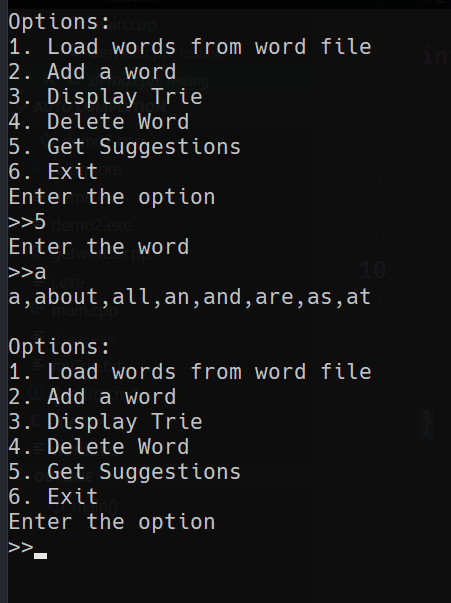 Options:
1. Load words from word file
2. Add a word
3. Display Trie
4. Delete Word
5. Get Suggestions
6. Exit
Enter the option
>>5
Enter the word
>>a
a,about,all,an,and,are,as,at
Options:
1. Load words from word file
2. Add a word
3. Display Trie
4. Delete Word
5. Get Suggestions
6. Exit
Enter the option
>>